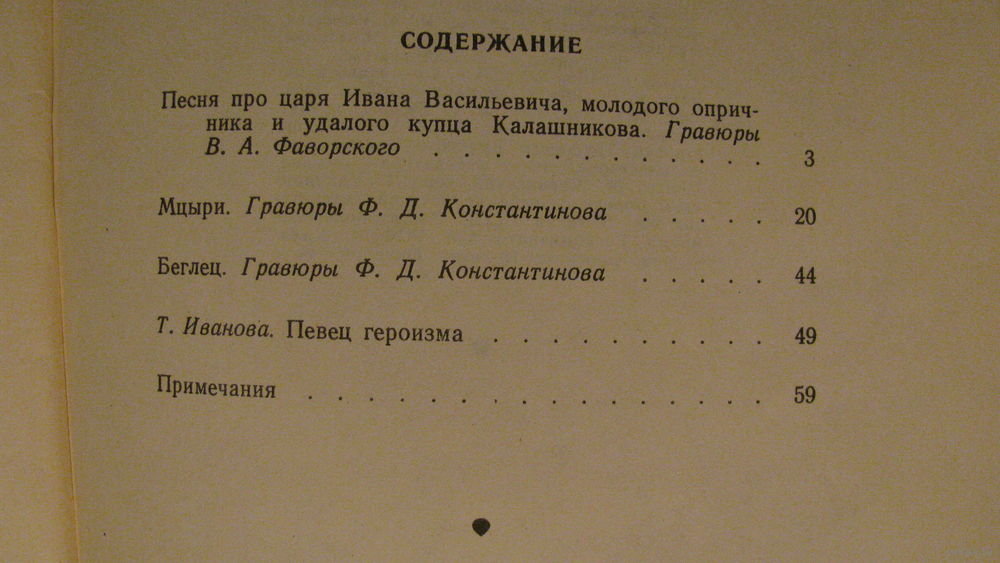 СОДЕРЖАНИЕ
Песня про царя Ивана Васильевича, молодого оприч-
ника и удалого купца Калашникова. Гравюры
В. А. Фаворского . . . . . . . . . . . 3
Мцыри. Гравюры Ф. Д. Константинова . . . . . 20
Беглец. Гравюры Ф. Д. Константинова . . . . . 44
Т. Иванова. Певец героизма . . . . . . . . . 49
Примечания . . . . . . . . . . . . . . . 59